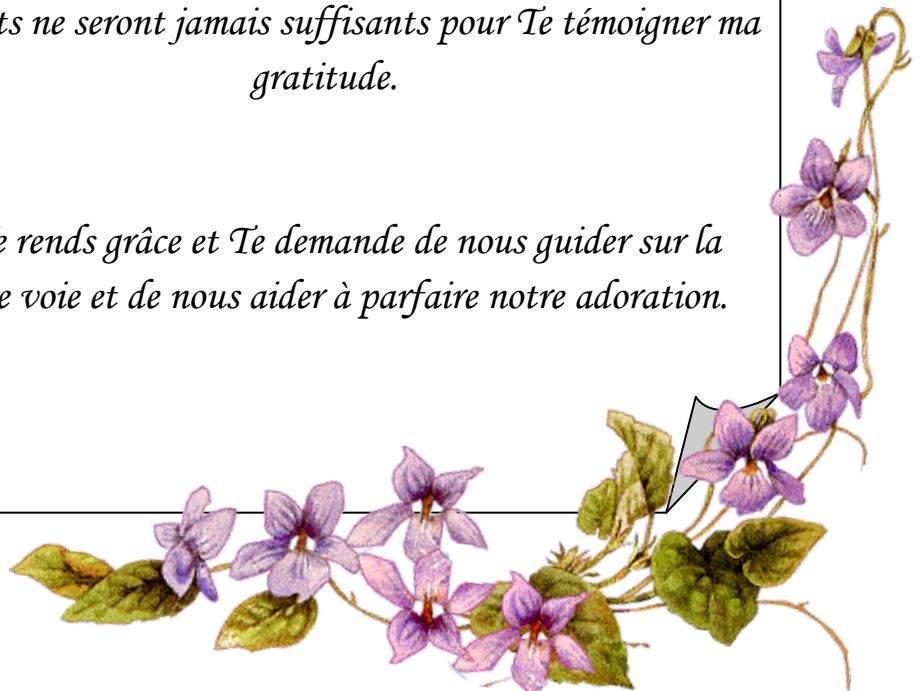 ts ne seront jamais suffisants pour Te témoigner ma
gratitude.
e rends grâce et Te demande de nous guider sur la
e voie et de nous aider à parfaire notre adoration.